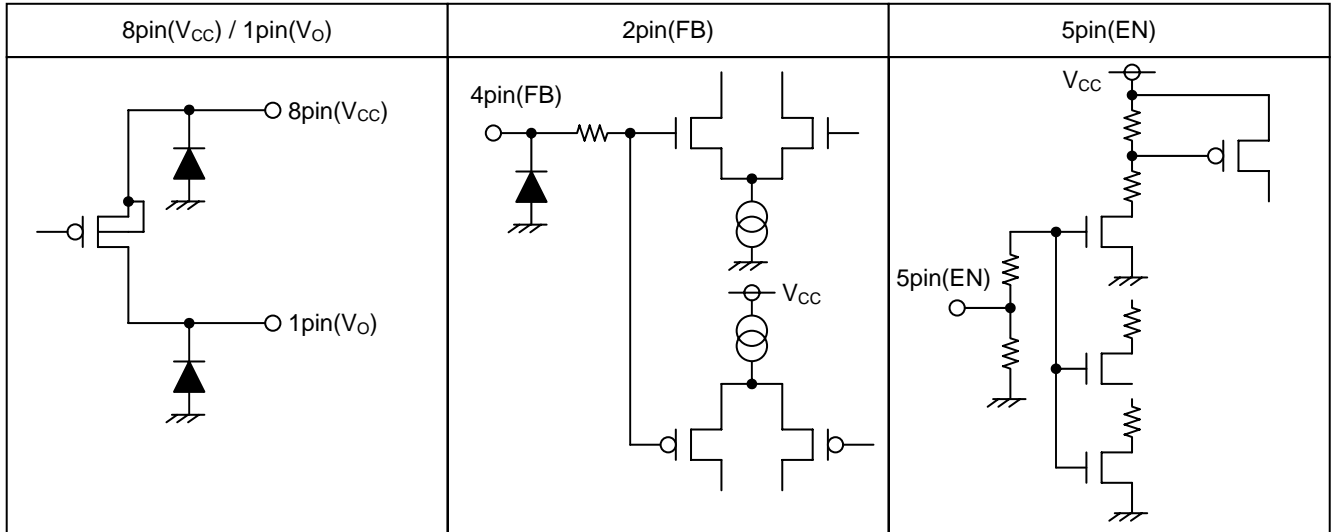 8pin(VCC) / 1pin(VO)
2pin(FB)
5pin(EN)
8pin(VCC)
1pin(VO)
4pin(FB)
VCC
VCC
5pin(EN)